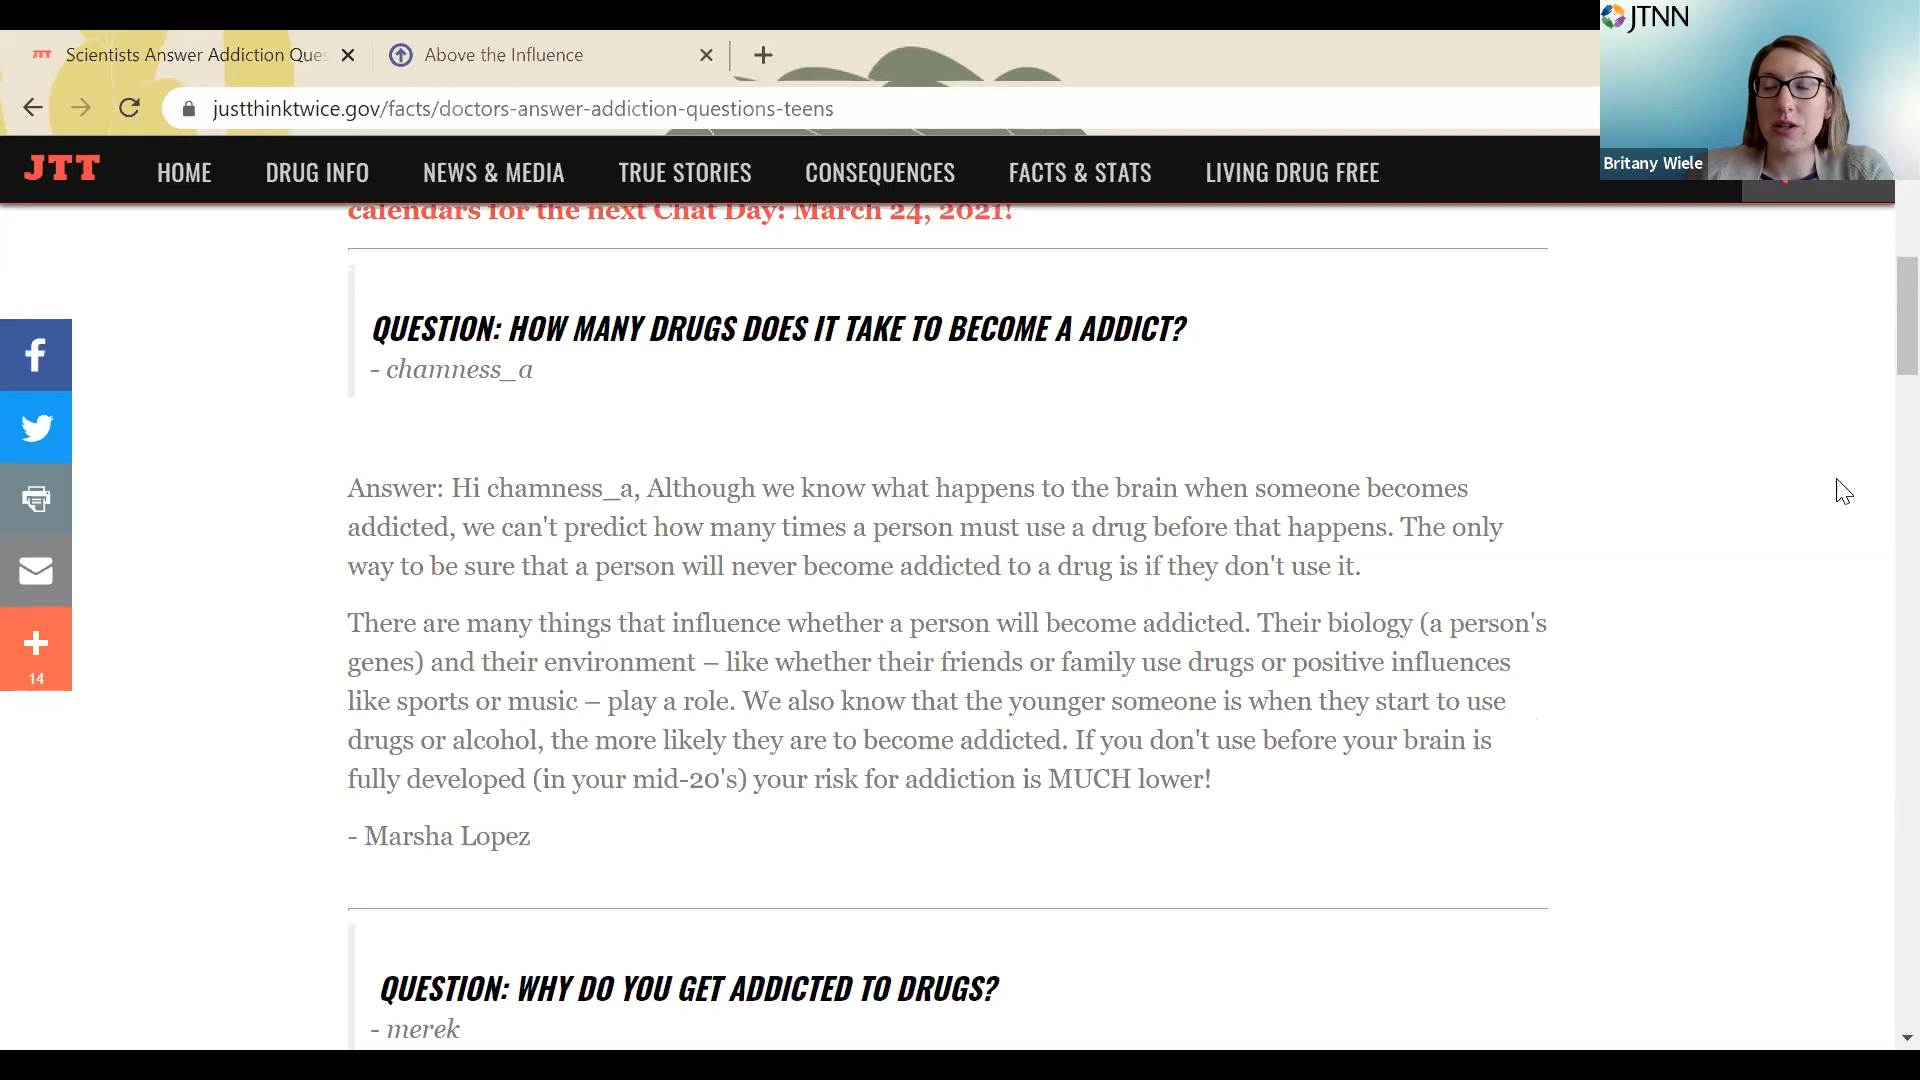 JTNN
Scientists Answer Addiction Ques
Above the Influence
justthinktwice.gov/facts/doctors-answer-addiction-questions-teens
Britany Wiele
JTT
HOME
DRUG INFO
NEWS & MEDIA
TRUE STORIES
CONSEQUENCES
FACTS & STATS
LIVING DRUG FREE
calendars for the next Chat Day: March 24, 2021!
QUESTION: HOW MANY DRUGS DOES IT TAKE TO BECOME A ADDICT?
- chamness_a
Answer: Hi chamness_a, Although we know what happens to the brain when someone becomes
addicted, we can't predict how many times a person must use a drug before that happens. The only
way to be sure that a person will never become addicted to a drug is if they don't use it.
There are many things that influence whether a person will become addicted. Their biology (a person's
genes) and their environment – like whether their friends or family use drugs or positive influences
like sports or music – play a role. We also know that the younger someone is when they start to use
drugs or alcohol, the more likely they are to become addicted. If you don't use before your brain is
fully developed (in your mid-20's) your risk for addiction is MUCH lower!
- Marsha Lopez
14
QUESTION: WHY DO YOU GET ADDICTED TO DRUGS?
- merek